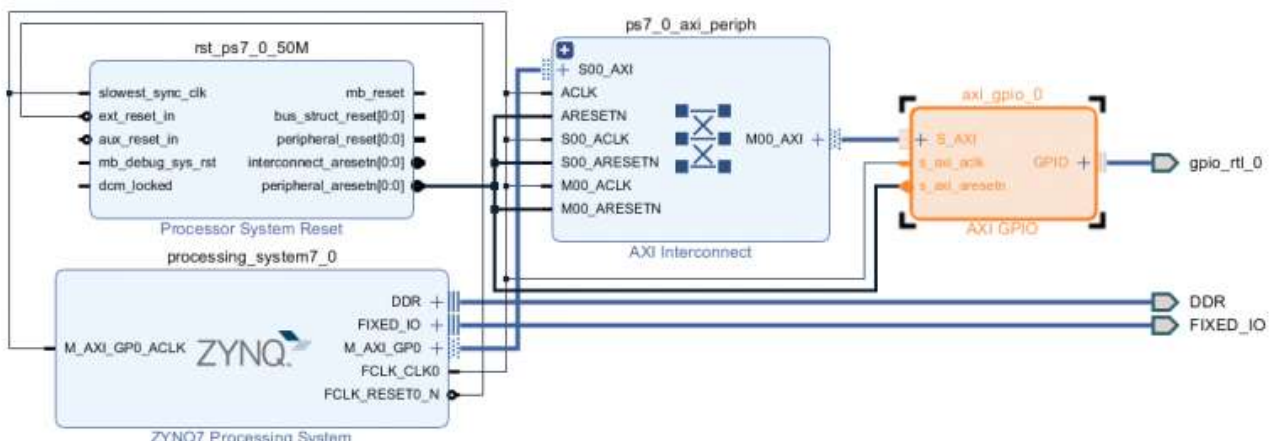 rst_ps7_0_50M
slowest_sync_clk
ext_reset_in
aux_reset_in
mb_debug_sys_rst
dcm_locked
mb_reset
bus_struct_reset[0:0]
peripheral_reset[0:0]
interconnect_aresetn[0:0]
peripheral_aresetn[0:0]
Processor System Reset
ps7_0_axi_periph
S00_AXI
ACLK
ARESETN
S00_ACLK
S00_ARESETN
M00_ACLK
M00_ARESETN
M00_AXI
AXI Interconnect
axi_gpio_0
S_AXI
s_axi_aclk
s_axi_aresetn
GPIO
AXI GPIO
gpio_rtl_0
processing_system7_0
M_AXI_GP0_ACLK
ZYNQ
DDR
FIXED_IO
M_AXI_GP0
FCLK_CLK0
FCLK_RESET0_N
ZYNQ7 Processing System
DDR
FIXED_IO